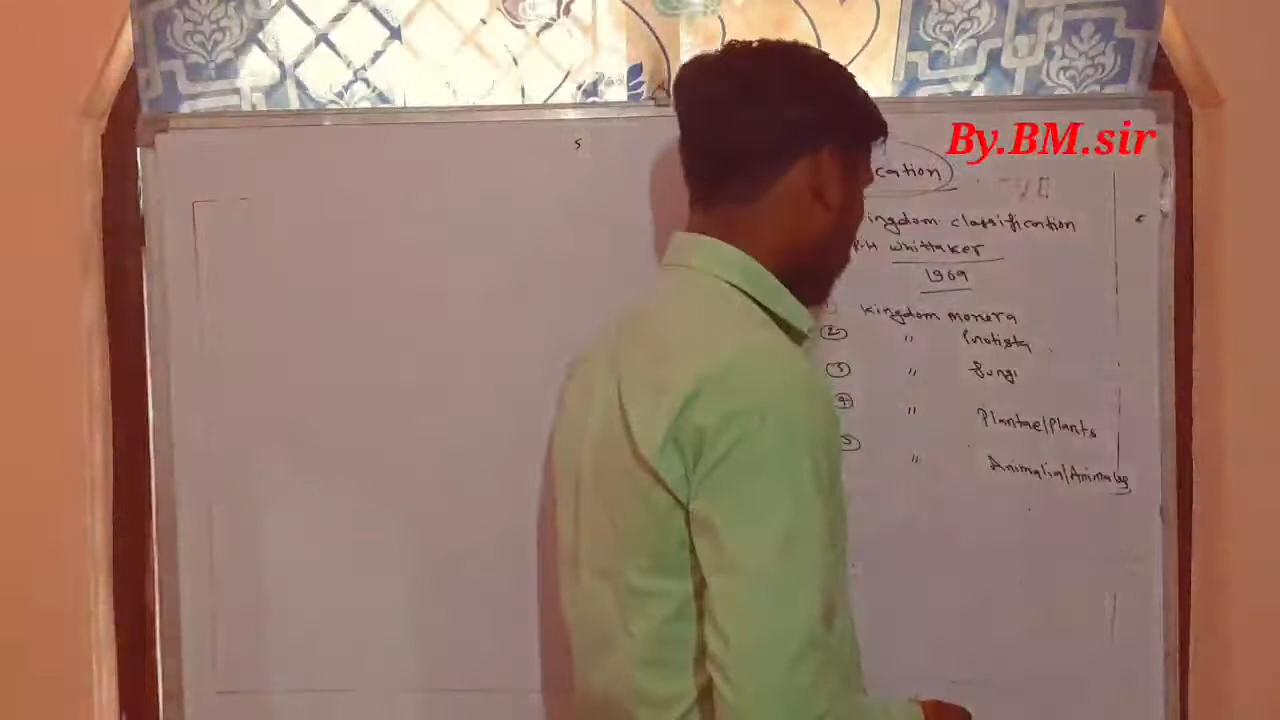 By.BM.sir
cation
ingdom classification
R.H Whittaker
1969
Kingdom monera
② " Protista
③ " fungi
④ " Plantae/Plants
⑤ " Animalia/Animals